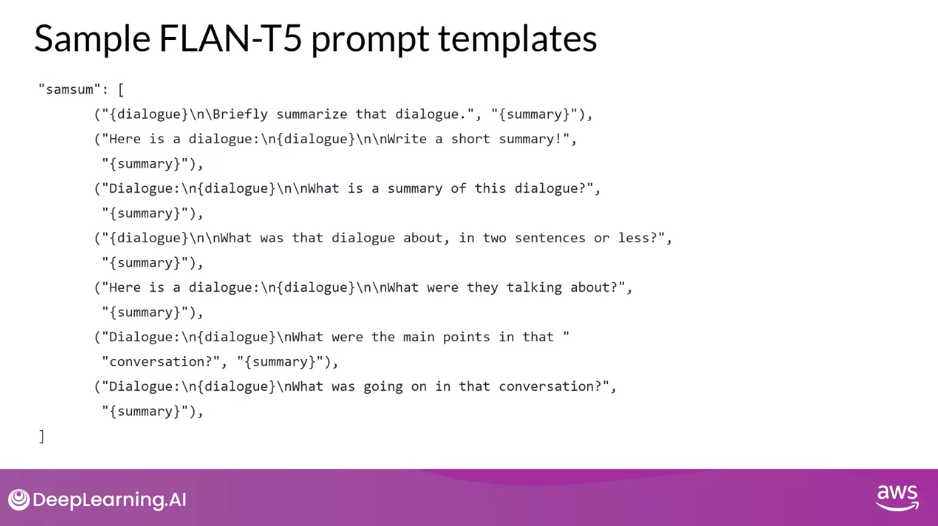 Sample FLAN-T5 prompt templates
"samsum": [
("{dialogue}\n\Briefly summarize that dialogue.", "{summary}"),
("Here is a dialogue:\n{dialogue}\n\nWrite a short summary!",
"{summary}"),
("Dialogue:\n{dialogue}\n\nWhat is a summary of this dialogue?",
"{summary}"),
("{dialogue}\n\nWhat was that dialogue about, in two sentences or less?",
"{summary}"),
("Here is a dialogue:\n{dialogue}\n\nWhat were they talking about?",
"{summary}"),
("Dialogue:\n{dialogue}\nWhat were the main points in that "
"conversation?", "{summary}"),
("Dialogue:\n{dialogue}\nWhat was going on in that conversation?",
"{summary}"),
]
DeepLearning.AI
aws